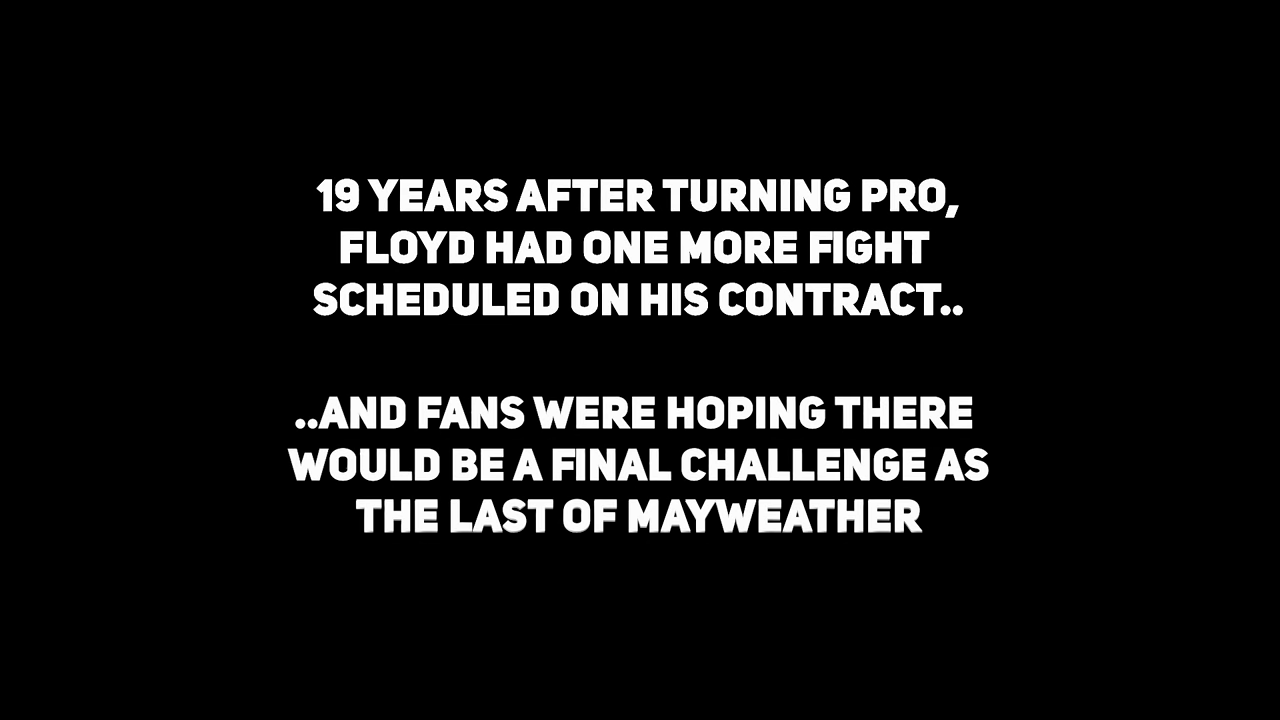 19 YEARS AFTER TURNING PRO,
FLOYD HAD ONE MORE FIGHT
SCHEDULED ON HIS CONTRACT..
..AND FANS WERE HOPING THERE
WOULD BE A FINAL CHALLENGE AS
THE LAST OF MAYWEATHER